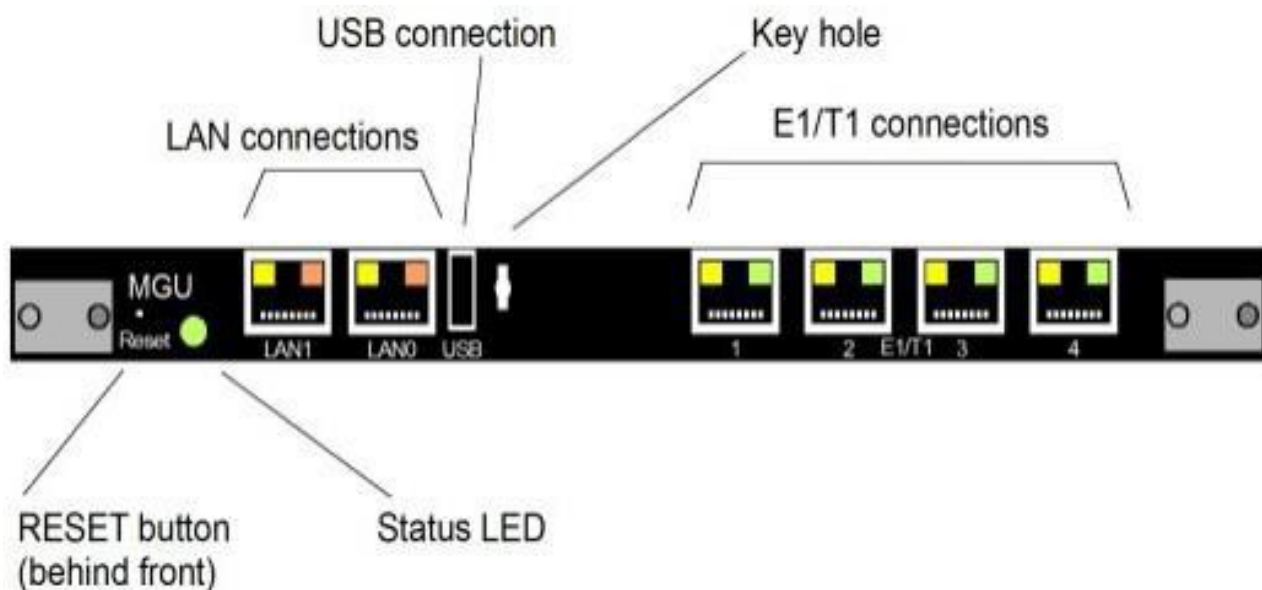 USB connection
Key hole
LAN connections
E1/T1 connections
MGU
Reset
LAN1
LAN0
USB
1
2
E1/T1
3
4
RESET button
(behind front)
Status LED